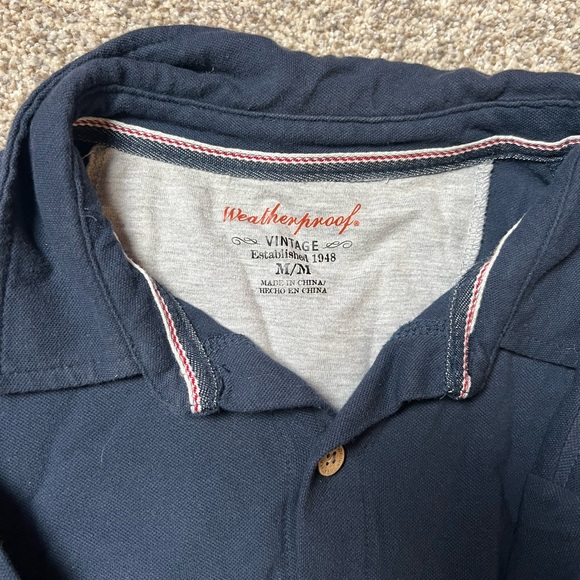 Weatherproof®
VINTAGE
Established 1948
M/M
MADE IN CHINA/
HECHO EN CHINA